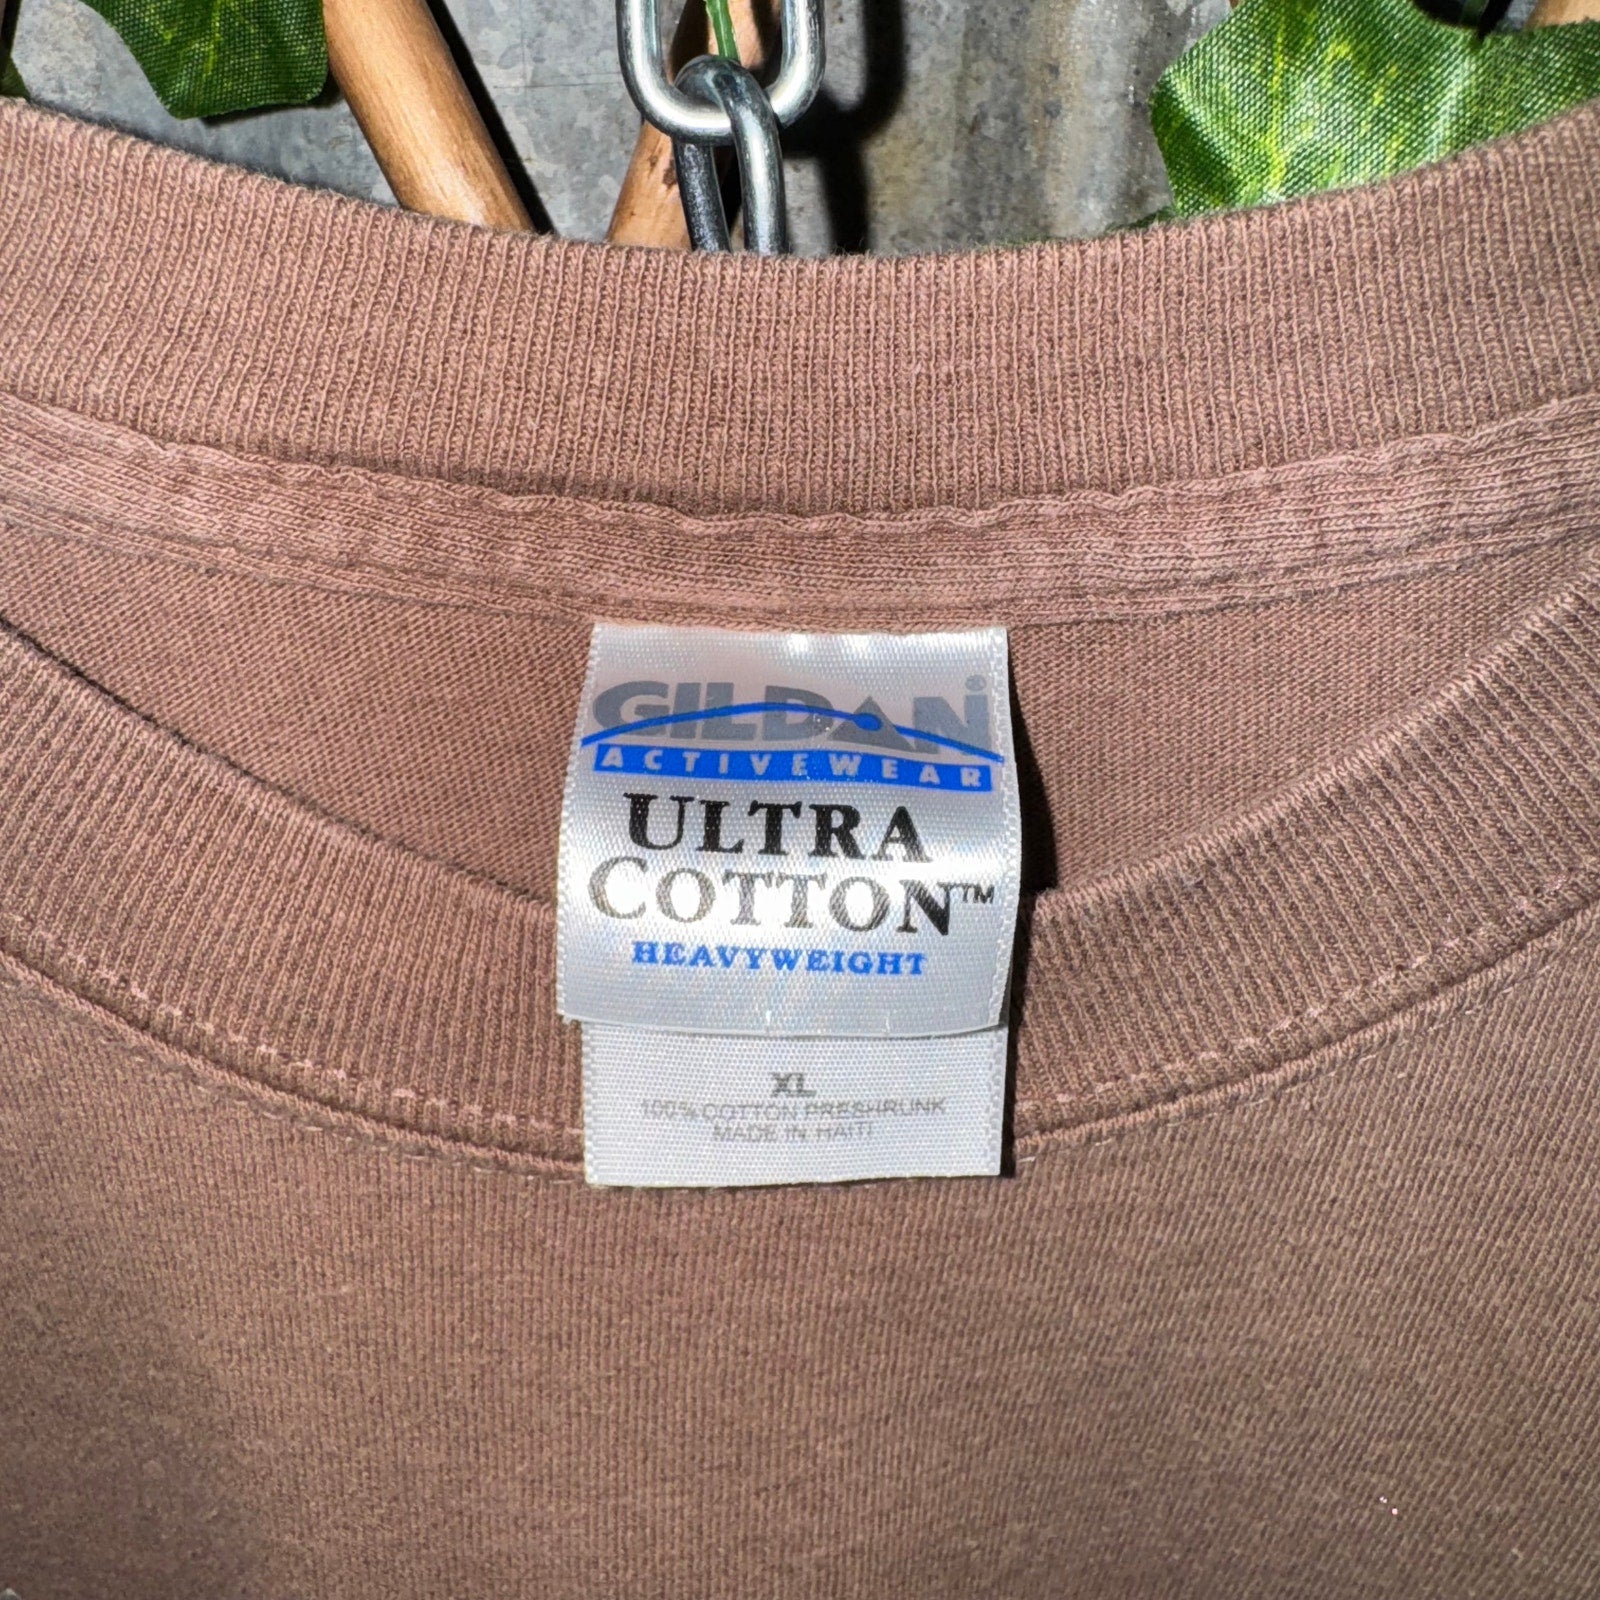 GILDAN
ACTIVEWEAR
ULTRA
COTTON™
HEAVYWEIGHT
XL
100% COTTON PRESHRUNK
MADE IN HAITI